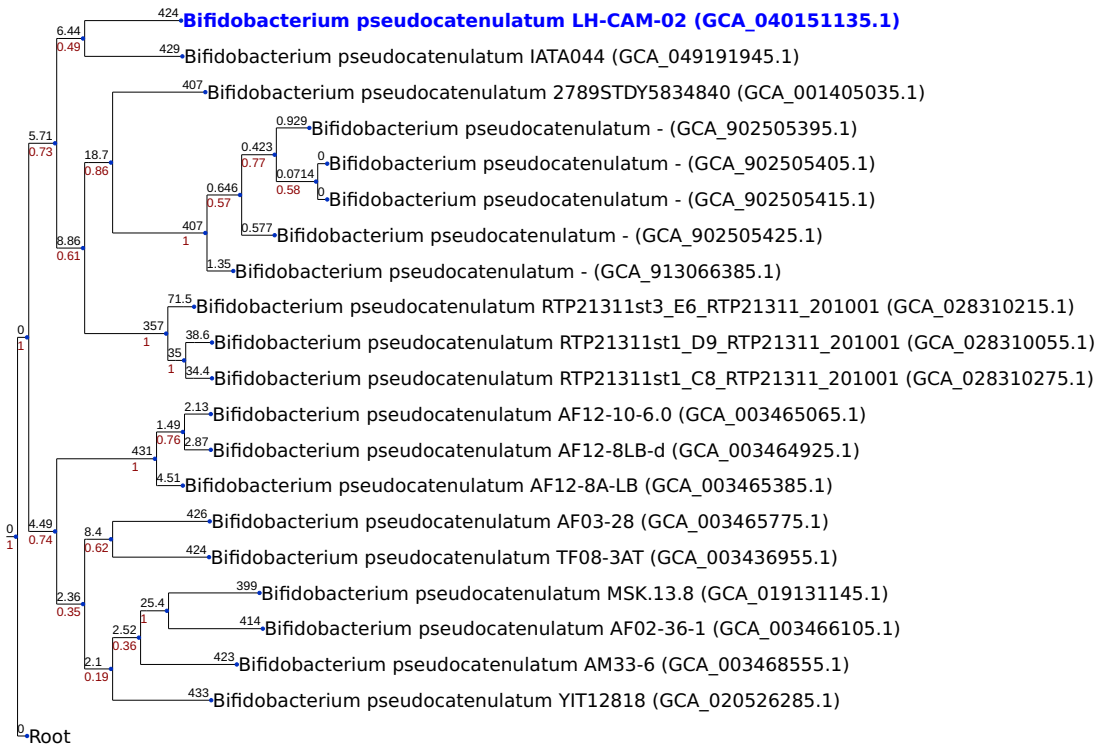 424 Bifidobacterium pseudocatenulatum LH-CAM-02 (GCA_040151135.1)
6.44
0.49
429 Bifidobacterium pseudocatenulatum IATA044 (GCA_049191945.1)
407 Bifidobacterium pseudocatenulatum 2789STDY5834840 (GCA_001405035.1)
0.929 Bifidobacterium pseudocatenulatum - (GCA_902505395.1)
5.71
0.73
0.423
0.77
18.7
0.86
0 Bifidobacterium pseudocatenulatum - (GCA_902505405.1)
0.0714
0.58
0.646
0.57
0 Bifidobacterium pseudocatenulatum - (GCA_902505415.1)
407
1
0.577 Bifidobacterium pseudocatenulatum - (GCA_902505425.1)
8.86
0.61
1.35 Bifidobacterium pseudocatenulatum - (GCA_913066385.1)
71.5 Bifidobacterium pseudocatenulatum RTP21311st3_E6_RTP21311_201001 (GCA_028310215.1)
0
1
357
1
38.6 Bifidobacterium pseudocatenulatum RTP21311st1_D9_RTP21311_201001 (GCA_028310055.1)
35
1
34.4 Bifidobacterium pseudocatenulatum RTP21311st1_C8_RTP21311_201001 (GCA_028310275.1)
2.13 Bifidobacterium pseudocatenulatum AF12-10-6.0 (GCA_003465065.1)
1.49
0.76
2.87 Bifidobacterium pseudocatenulatum AF12-8LB-d (GCA_003464925.1)
431
1
4.51 Bifidobacterium pseudocatenulatum AF12-8A-LB (GCA_003465385.1)
426 Bifidobacterium pseudocatenulatum AF03-28 (GCA_003465775.1)
0
1
4.49
0.74
8.4
0.62
424 Bifidobacterium pseudocatenulatum TF08-3AT (GCA_003436955.1)
399 Bifidobacterium pseudocatenulatum MSK.13.8 (GCA_019131145.1)
2.36
0.35
25.4
1
414 Bifidobacterium pseudocatenulatum AF02-36-1 (GCA_003466105.1)
2.52
0.36
423 Bifidobacterium pseudocatenulatum AM33-6 (GCA_003468555.1)
2.1
0.19
433 Bifidobacterium pseudocatenulatum YIT12818 (GCA_020526285.1)
0 Root